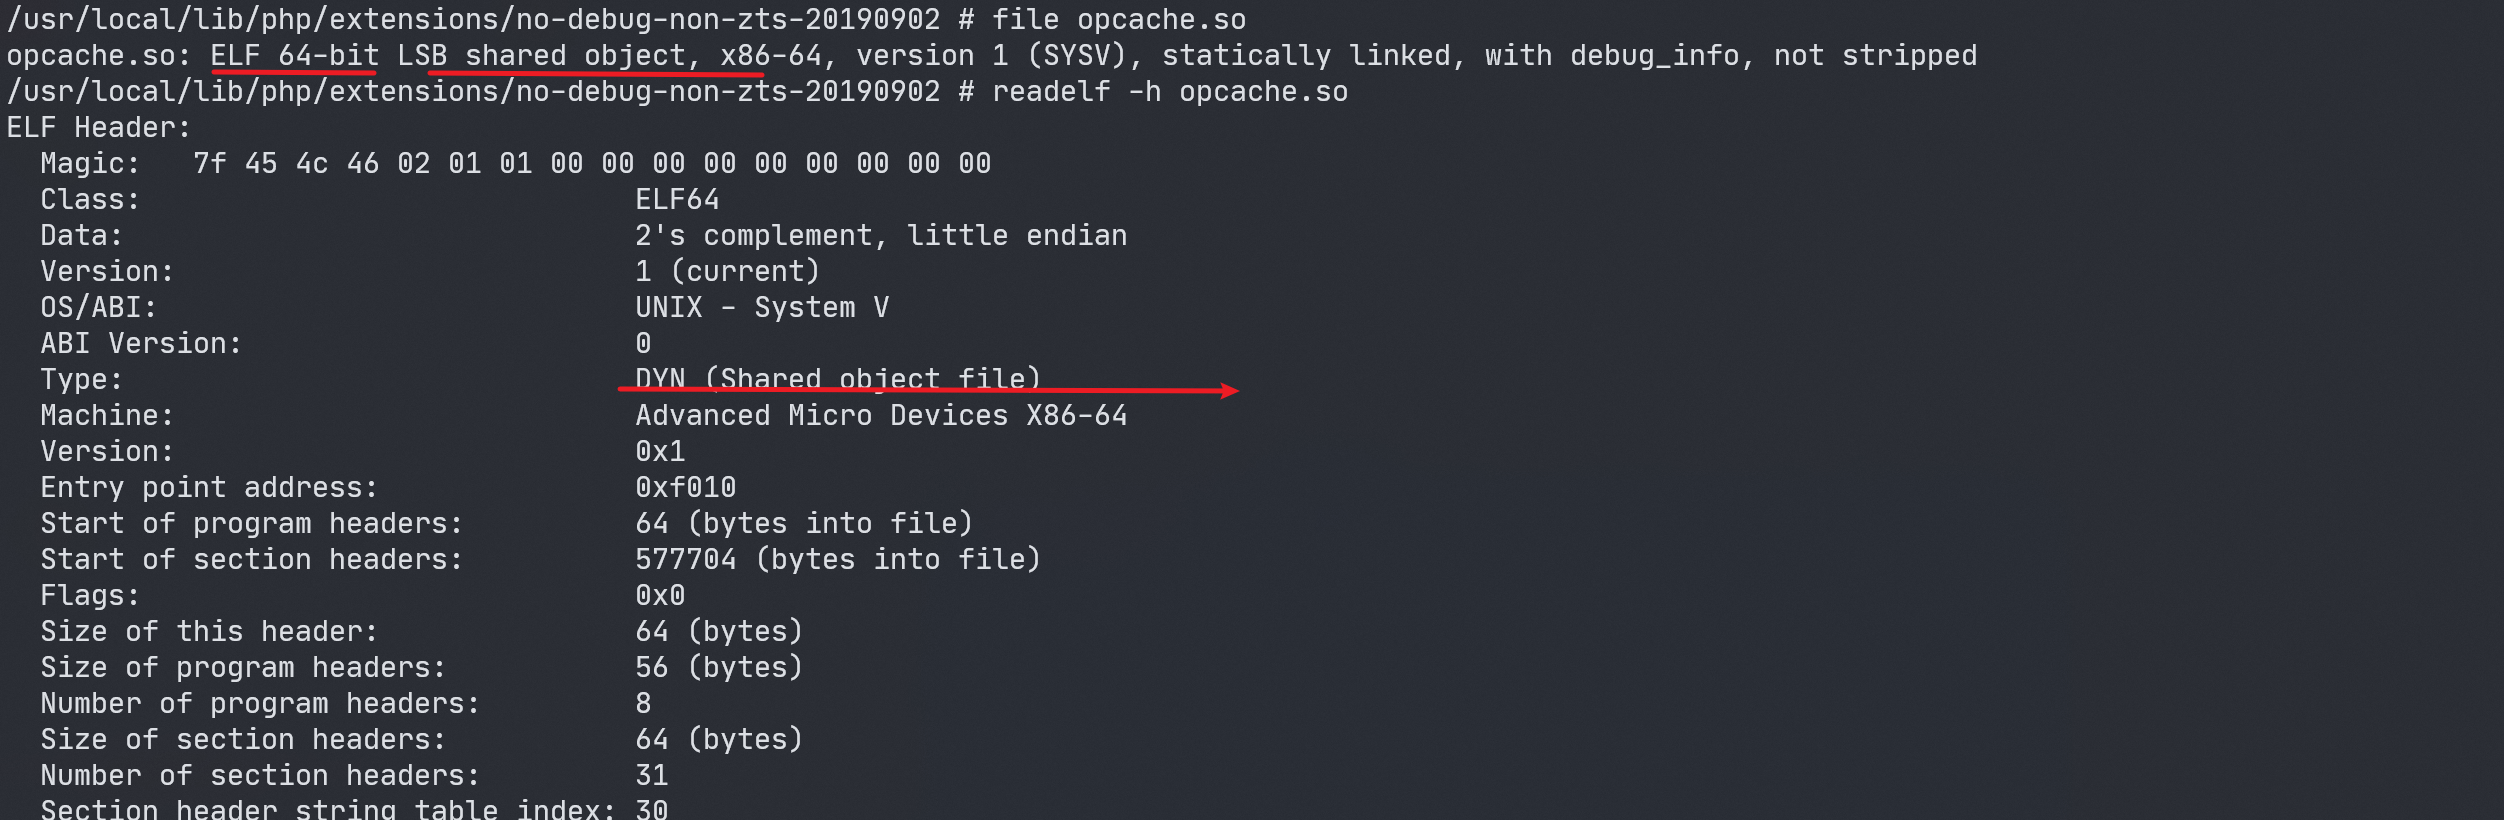 /usr/local/lib/php/extensions/no-debug-non-zts-20190902 # file opcache.so
opcache.so: ELF 64-bit LSB shared object, x86-64, version 1 (SYSV), statically linked, with debug_info, not stripped
/usr/local/lib/php/extensions/no-debug-non-zts-20190902 # readelf -h opcache.so
ELF Header:
  Magic:   7f 45 4c 46 02 01 01 00 00 00 00 00 00 00 00 00
  Class:                             ELF64
  Data:                              2's complement, little endian
  Version:                           1 (current)
  OS/ABI:                            UNIX - System V
  ABI Version:                       0
  Type:                              DYN (Shared object file)
  Machine:                           Advanced Micro Devices X86-64
  Version:                           0x1
  Entry point address:               0xf010
  Start of program headers:          64 (bytes into file)
  Start of section headers:          577704 (bytes into file)
  Flags:                             0x0
  Size of this header:               64 (bytes)
  Size of program headers:           56 (bytes)
  Number of program headers:         8
  Size of section headers:           64 (bytes)
  Number of section headers:         31
  Section header string table index: 30